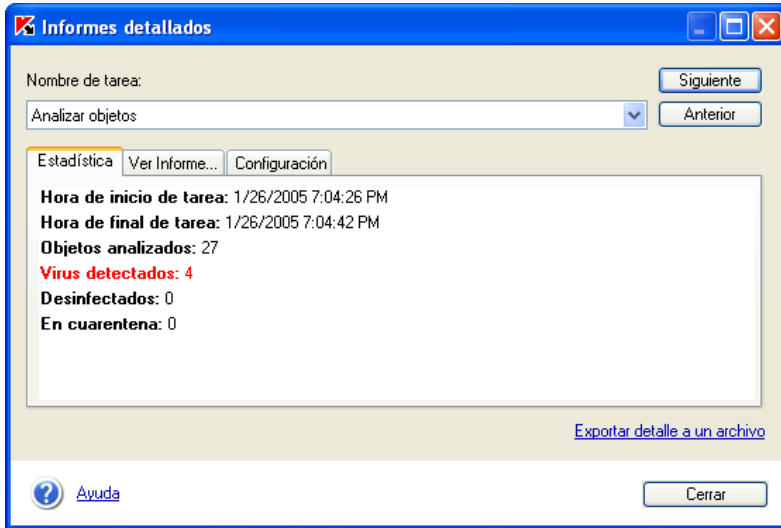 Informes detallados
Nombre de tarea:
Siguiente
Analizar objetos
Anterior
Estadística
Ver Informe...
Configuración
Hora de inicio de tarea: 1/26/2005 7:04:26 PM
Hora de final de tarea: 1/26/2005 7:04:42 PM
Objetos analizados: 27
Virus detectados: 4
Desinfectados: 0
En cuarentena: 0
Exportar detalle a un archivo
Ayuda
Cerrar